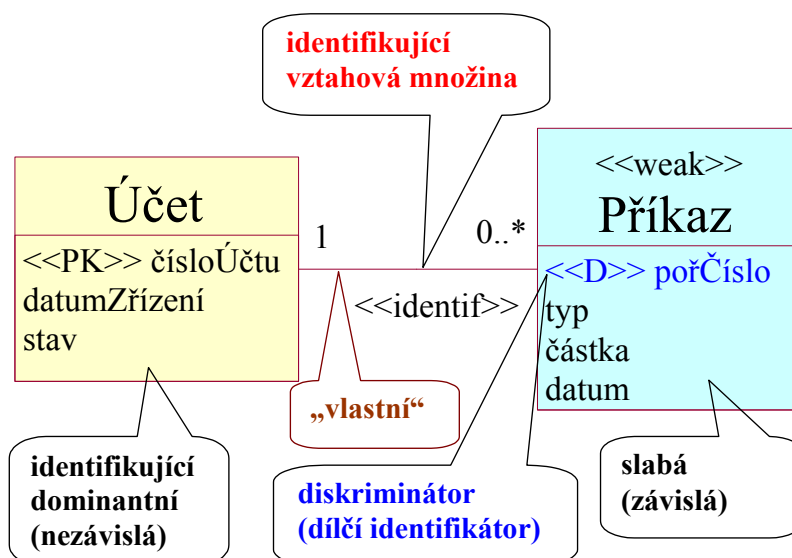 identifikující
vztahová množina
Účet
<<PK>> čísloÚčtu
datumZřízení
stav
1
0..*
<<identif>>
„vlastní“
<<weak>>
Příkaz
<<D>> pořČíslo
typ
částka
datum
identifikující
dominantní
(nezávislá)
diskriminátor
(dílčí identifikátor)
slabá
(závislá)